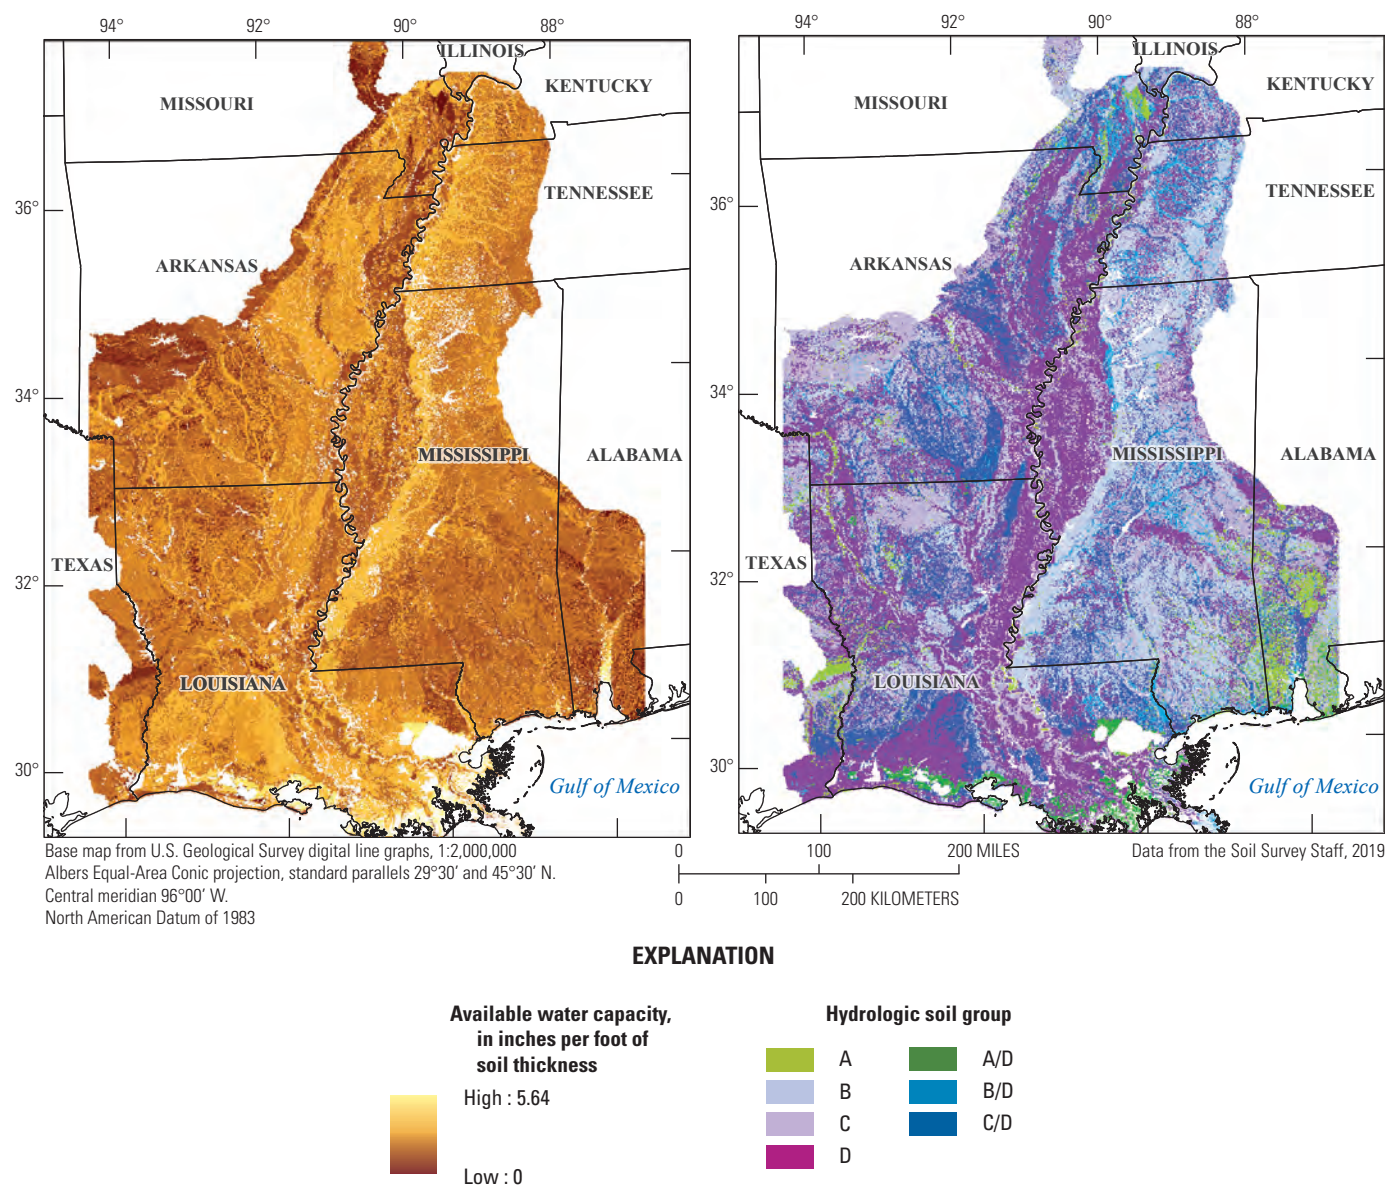 94°
92°
90°
88°
94°
92°
90°
88°
ILLINOIS
KENTUCKY
MISSOURI
TENNESSEE
36°
ARKANSAS
34°
MISSISSIPPI
ALABAMA
TEXAS
32°
LOUISIANA
30°
Gulf of Mexico
ILLINOIS
KENTUCKY
MISSOURI
TENNESSEE
36°
ARKANSAS
34°
MISSISSIPPI
ALABAMA
TEXAS
32°
LOUISIANA
30°
Gulf of Mexico
Base map from U.S. Geological Survey digital line graphs, 1:2,000,000
Albers Equal-Area Conic projection, standard parallels 29°30′ and 45°30′ N.
Central meridian 96°00′ W.
North American Datum of 1983
0 100 200 MILES
0 100 200 KILOMETERS
Data from the Soil Survey Staff, 2019
EXPLANATION
Available water capacity,
in inches per foot of
soil thickness
High : 5.64
Low : 0
Hydrologic soil group
A
B
C
D
A/D
B/D
C/D